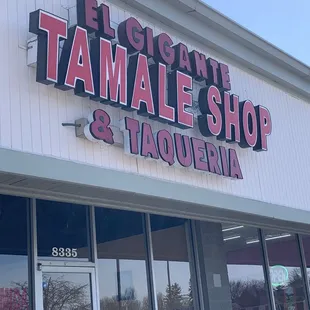 EL GIGANTE
TAMALE SHOP
& TAQUERIA
8335